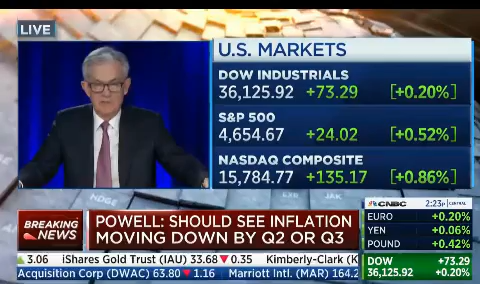 LIVE
U.S. MARKETS
DOW INDUSTRIALS
36,125.92 +73.29 [+0.20%]
S&P 500
4,654.67 +24.02 [+0.52%]
NASDAQ COMPOSITE
15,784.77 +135.17 [+0.86%]
BREAKING
NEWS
POWELL: SHOULD SEE INFLATION
MOVING DOWN BY Q2 OR Q3
CNBC 2:23P CENTRAL
EURO +0.20%
YEN +0.06%
POUND +0.42%
DOW +73.29
36,125.92 +0.20%
▲ 3.06 iShares Gold Trust (IAU) 33.68 ▼ 0.35 Kimberly-Clark (K
Acquisition Corp (DWAC) 63.80 ▼ 1.16 Marriott Intl. (MAR) 164.2